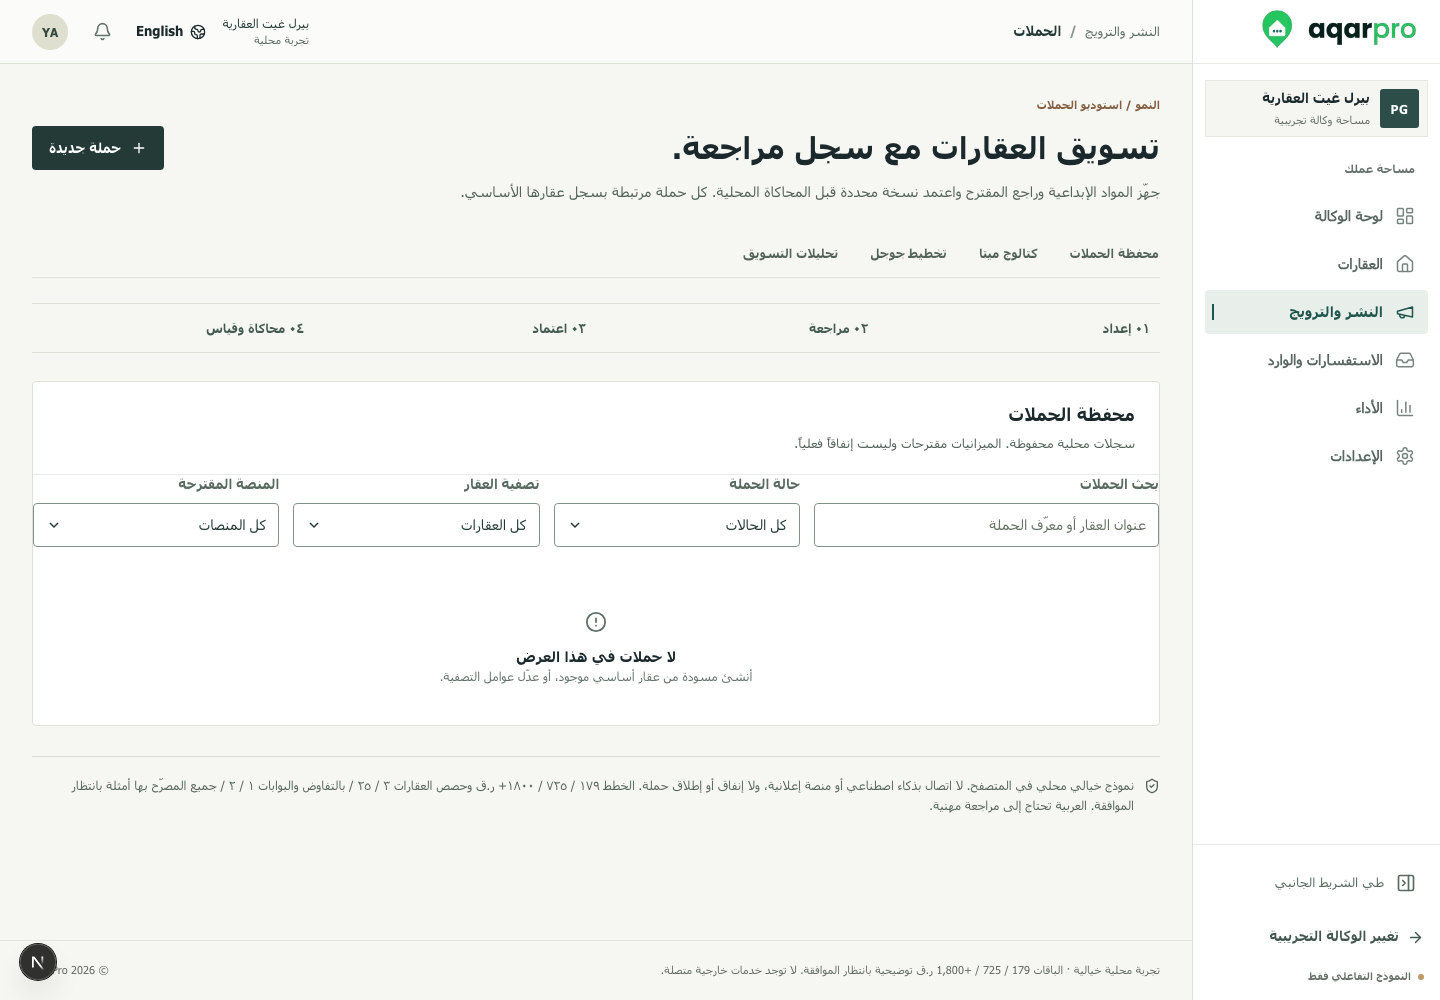 aqarpro
النشر والترويج / الحملات
بيرل غيت العقارية
تجربة محلية
English
YA
PG
بيرل غيت العقارية
مساحة وكالة تجريبية
مساحة عملك
لوحة الوكالة
العقارات
النشر والترويج
الاستفسارات والوارد
الأداء
الإعدادات
طي الشريط الجانبي
تغيير الوكالة التجريبية
النموذج التفاعلي فقط
النمو / استوديو الحملات
تسويق العقارات مع سجل مراجعة.
حملة جديدة
جهّز المواد الإبداعية وراجع المقترح واعتمد نسخة محددة قبل المحاكاة المحلية. كل حملة مرتبطة بسجل عقارها الأساسي.
محفظة الحملات
كتالوج ميتا
تخطيط جوجل
تحليلات التسويق
٠١ إعداد
٠٢ مراجعة
٠٣ اعتماد
٠٤ محاكاة وقياس
محفظة الحملات
سجلات محلية محفوظة. الميزانيات مقترحات وليست إنفاقاً فعلياً.
بحث الحملات
حالة الحملة
تصفية العقار
المنصة المقترحة
عنوان العقار أو معرّف الحملة
كل الحالات
كل العقارات
كل المنصات
لا حملات في هذا العرض
أنشئ مسودة من عقار أساسي موجود، أو عدّل عوامل التصفية.
نموذج خيالي محلي في المتصفح. لا اتصال بذكاء اصطناعي أو منصة إعلانية، ولا إنفاق أو إطلاق حملة. الخطط ١٧٩ / ٧٢٥ / ١٨٠٠+ ر.ق وحصص العقارات ٣ / ٢٥ / بالتفاوض والبوابات ١ / ٢ / جميع المصرّح بها أمثلة بانتظار
الموافقة. العربية تحتاج إلى مراجعة مهنية.
تجربة محلية خيالية · الباقات 179 / 725 / +1,800 ر.ق توضيحية بانتظار الموافقة. لا توجد خدمات خارجية متصلة.
© 2026
N